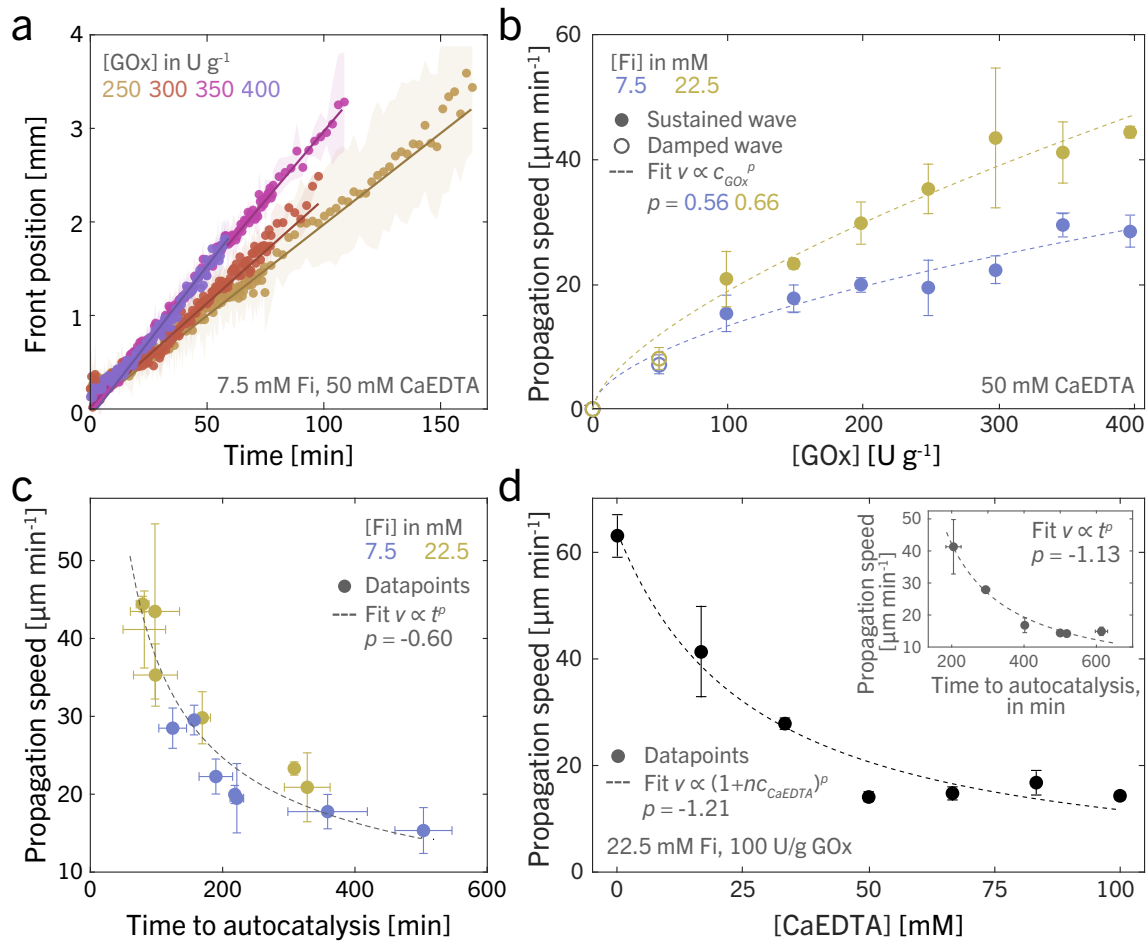 a
[GOx] in U g⁻¹
250 300 350 400
7.5 mM Fi, 50 mM CaEDTA
Front position [mm]
4
3
2
1
0
0 50 100 150
Time [min]
b
[Fi] in mM
7.5 22.5
Sustained wave
Damped wave
Fit v ∝ c_GOx^p
p = 0.56 0.66
50 mM CaEDTA
Propagation speed [µm min⁻¹]
60
40
20
0
0 100 200 300 400
[GOx] [U g⁻¹]
c
[Fi] in mM
7.5 22.5
Datapoints
Fit v ∝ t^p
p = -0.60
Propagation speed [µm min⁻¹]
50
40
30
20
10
0 200 400 600
Time to autocatalysis [min]
d
Propagation speed [µm min⁻¹]
60
40
20
0
Datapoints
Fit v ∝ (1+nc_CaEDTA)^p
p = -1.21
22.5 mM Fi, 100 U/g GOx
0 25 50 75 100
[CaEDTA] [mM]
Fit v ∝ t^p
p = -1.13
Propagation speed
[µm min⁻¹]
50
40
30
20
10
200 400 600
Time to autocatalysis,
in min